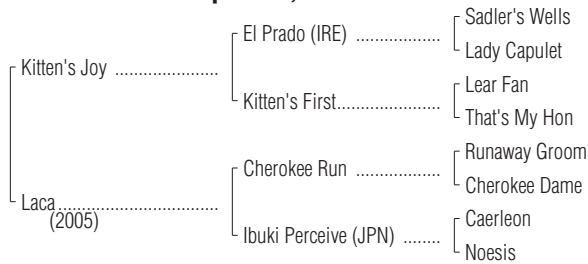 Sadler's Wells
El Prado (IRE) ..................
Lady Capulet
Kitten's Joy ......................
Lear Fan
Kitten's First......................
That's My Hon
Runaway Groom
Cherokee Run ..................
Cherokee Dame
Laca..................................
(2005)
Caerleon
Ibuki Perceive (JPN) ........
Noesis